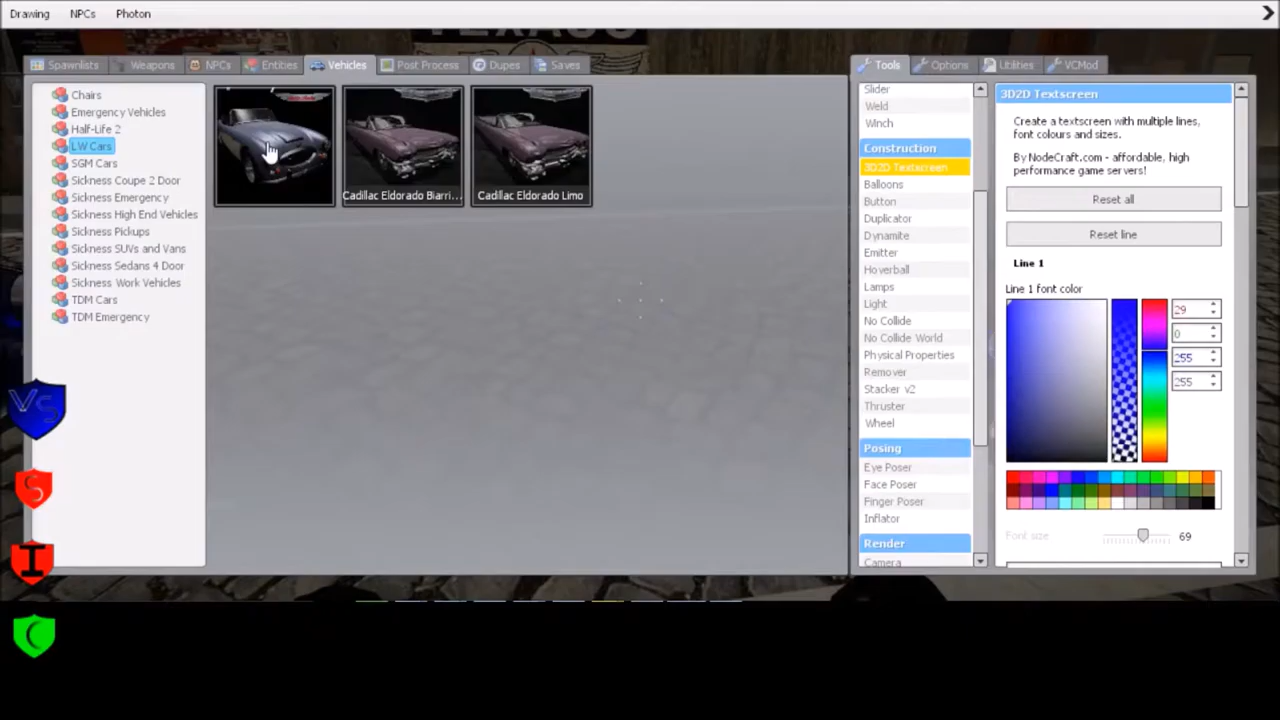 Drawing NPCs Photon
TEXACO
Spawnlists Weapons NPCs Entities Vehicles Post Process Dupes Saves
Chairs
Emergency Vehicles
Half-Life 2
LW Cars
SGM Cars
Sickness Coupe 2 Door
Sickness Emergency
Sickness High End Vehicles
Sickness Pickups
Sickness SUVs and Vans
Sickness Sedans 4 Door
Sickness Work Vehicles
TDM Cars
TDM Emergency
Cadillac Eldorado Biarri...
Cadillac Eldorado Limo
Tools Options Utilities VCMod
Slider
Weld
Winch
Construction
3D2D Textscreen
Balloons
Button
Duplicator
Dynamite
Emitter
Hoverball
Lamps
Light
No Collide
No Collide World
Physical Properties
Remover
Stacker v2
Thruster
Wheel
Posing
Eye Poser
Face Poser
Finger Poser
Inflator
Render
Camera
3D2D Textscreen
Create a textscreen with multiple lines,
font colours and sizes.
By NodeCraft.com - affordable, high
performance game servers!
Reset all
Reset line
Line 1
Line 1 font color
29
0
255
255
Font size 69
VS
S
I
C